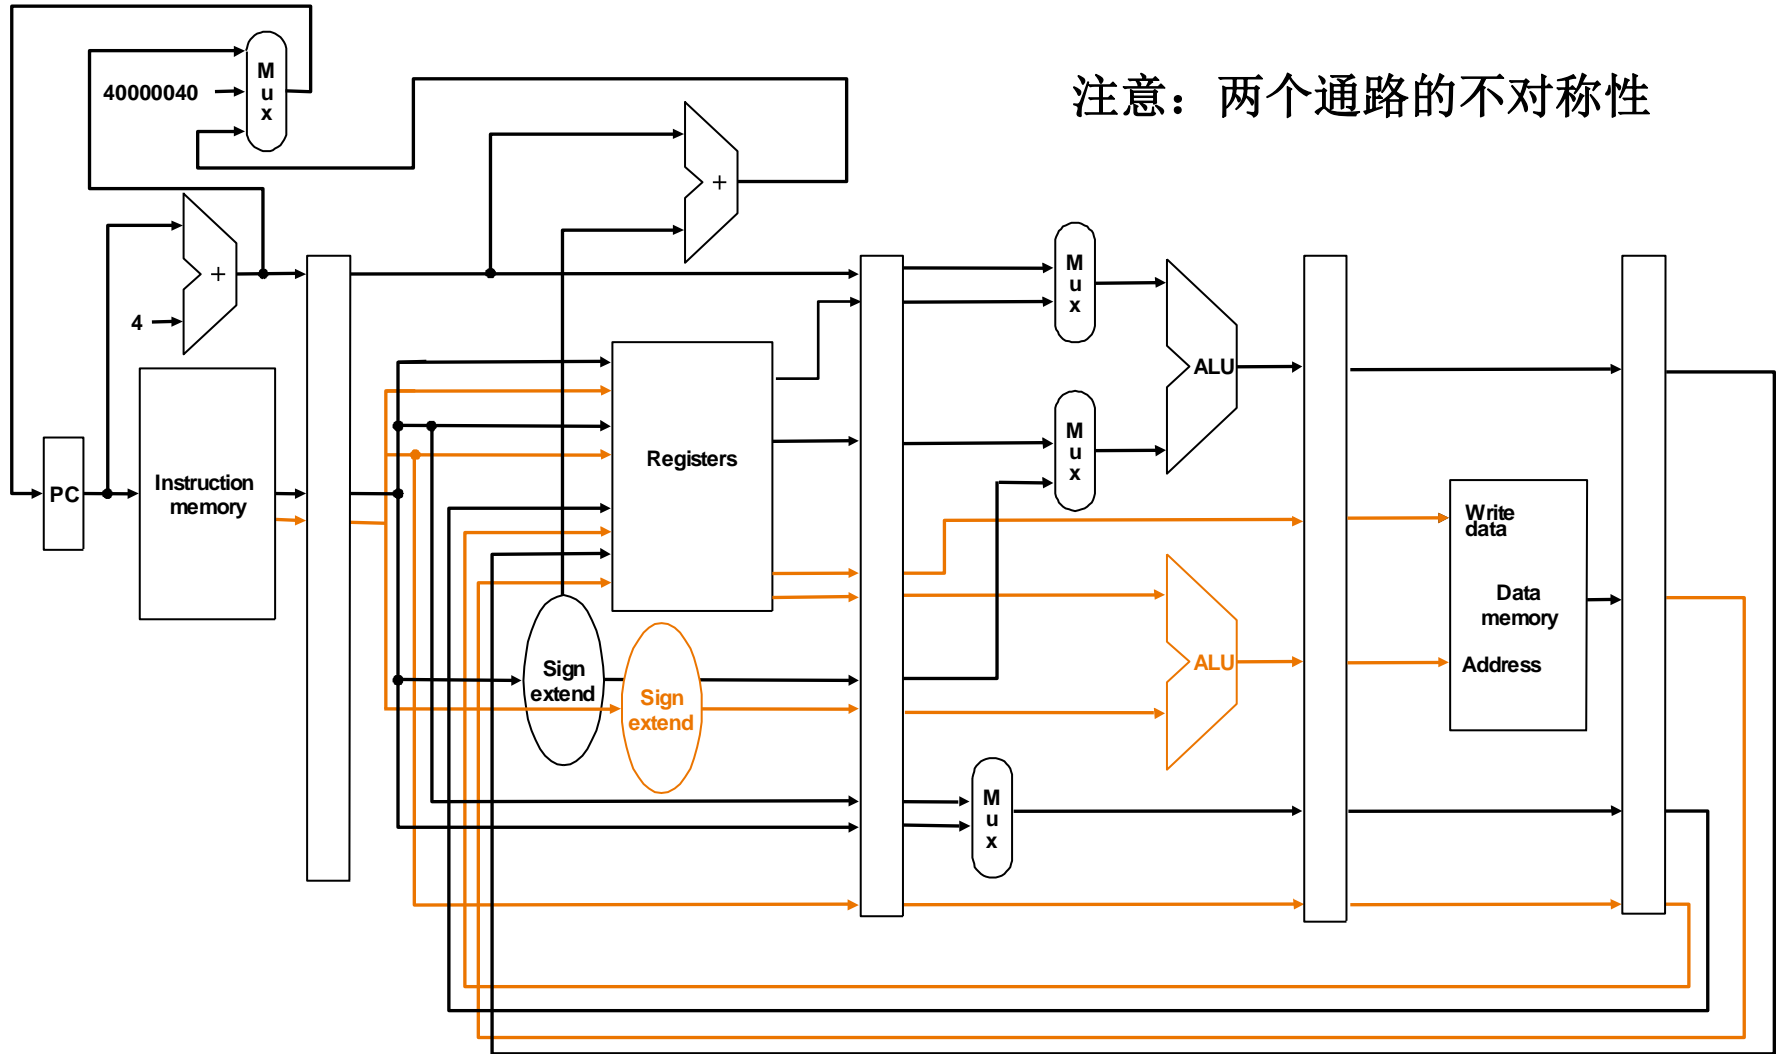 注意：两个通路的不对称性
M
u
x
40000040
+
+
4
M
u
x
ALU
M
u
x
Registers
PC
Instruction
memory
Write
data
Data
memory
Address
Sign
extend
Sign
extend
ALU
M
u
x